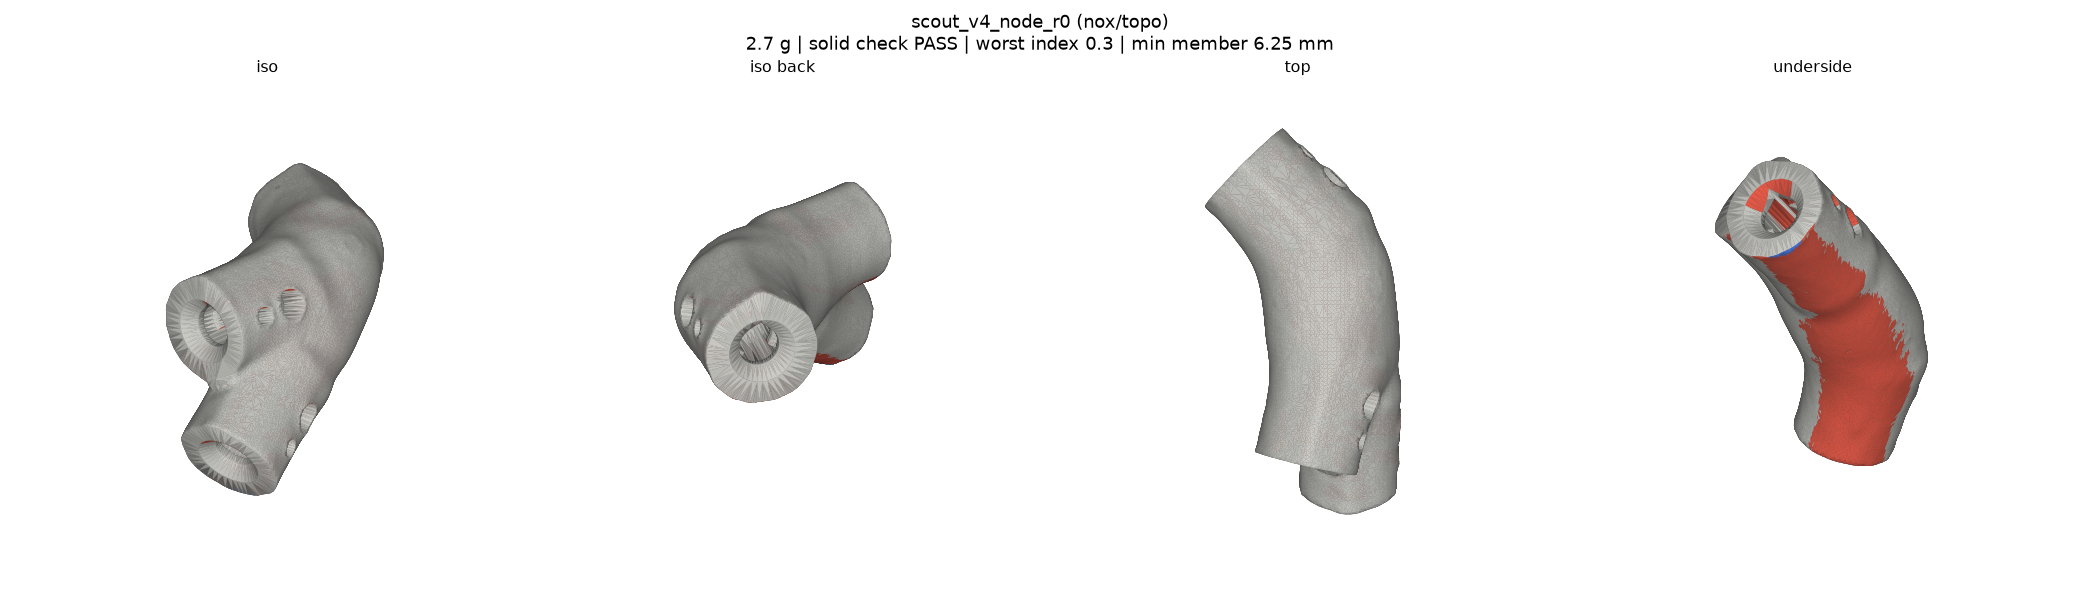 scout_v4_node_r0 (nox/topo)
2.7 g | solid check PASS | worst index 0.3 | min member 6.25 mm
iso
iso back
top
underside